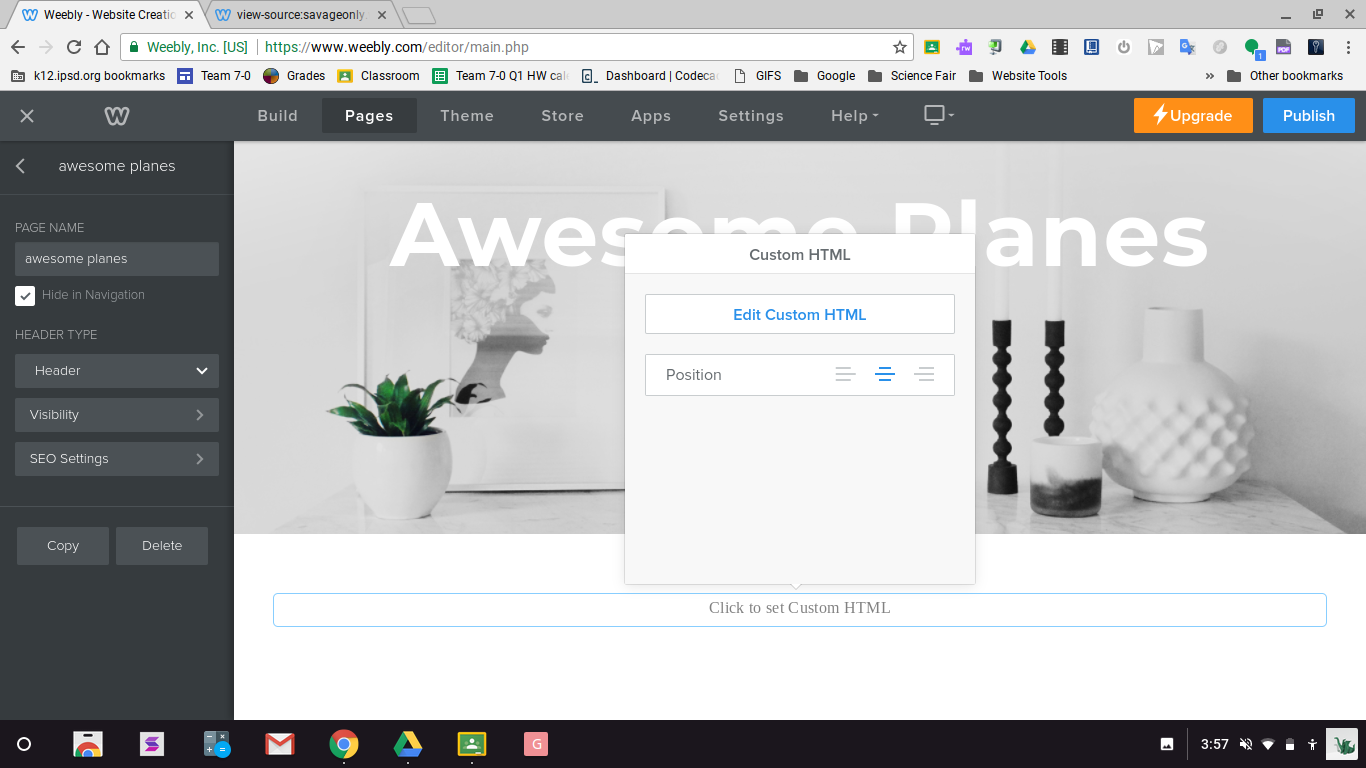 Weebly - Website Creatic
view-source:savageonly.
Weebly, Inc. [US] https://www.weebly.com/editor/main.php
k12.ipsd.org bookmarks Team 7-0 Grades Classroom Team 7-0 Q1 HW cale Dashboard | Codeca GIFS Google Science Fair Website Tools » Other bookmarks
Build Pages Theme Store Apps Settings Help Upgrade Publish
awesome planes
PAGE NAME
awesome planes
Hide in Navigation
HEADER TYPE
Header
Visibility
SEO Settings
Copy Delete
Awesome Planes
Custom HTML
Edit Custom HTML
Position
Click to set Custom HTML
G
3:57